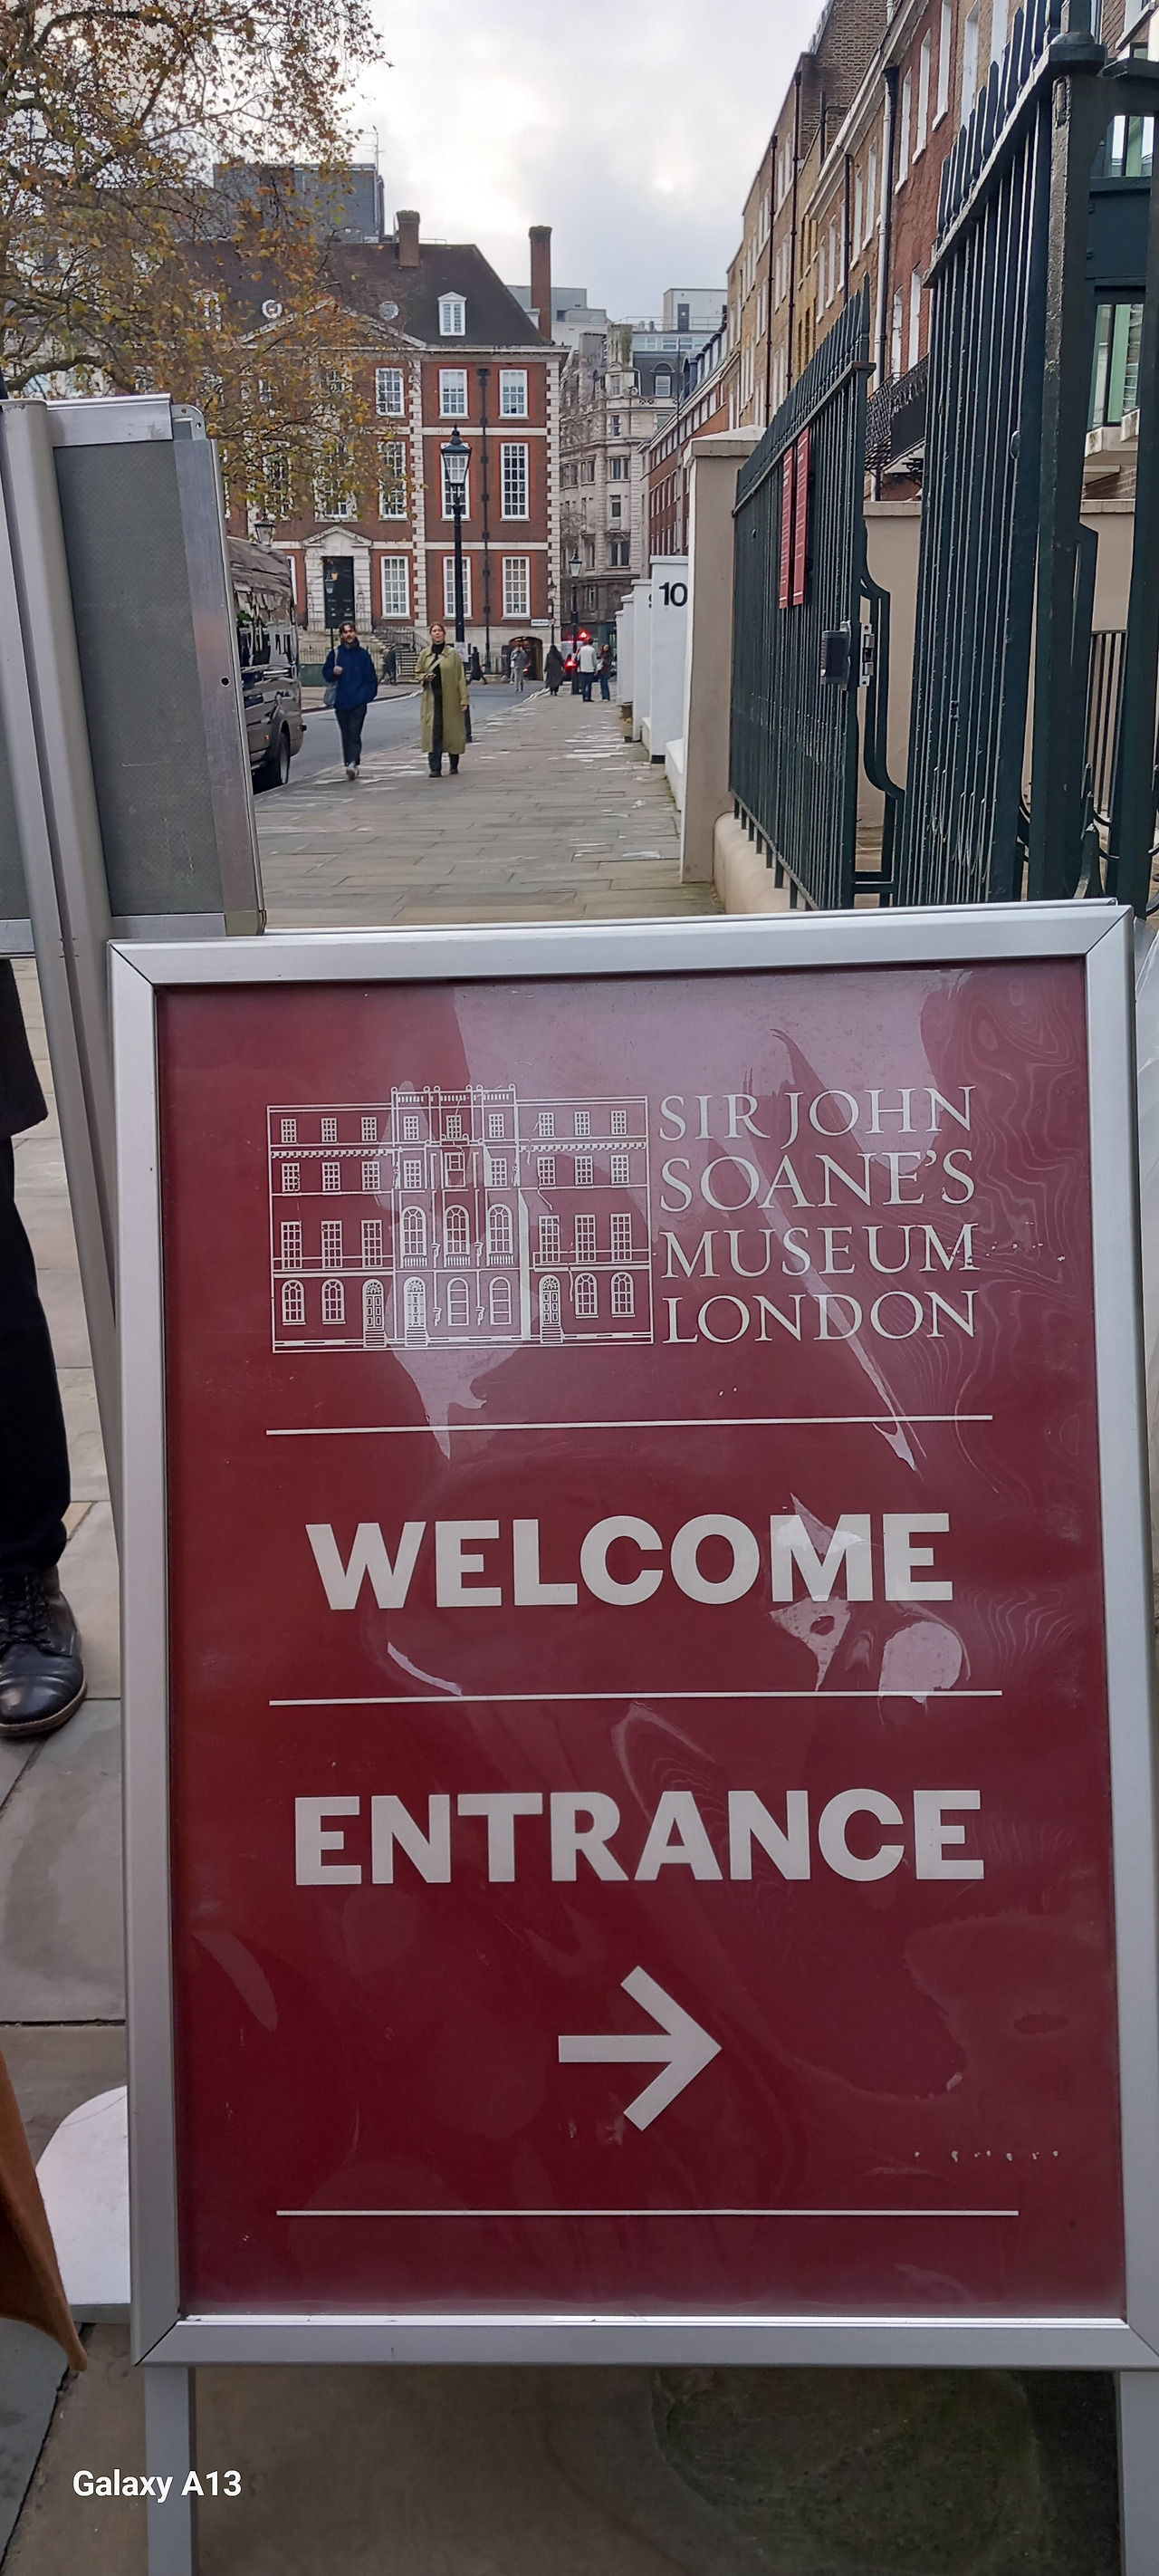 10
SIR JOHN
SOANE'S
MUSEUM
LONDON
WELCOME
ENTRANCE
Galaxy A13